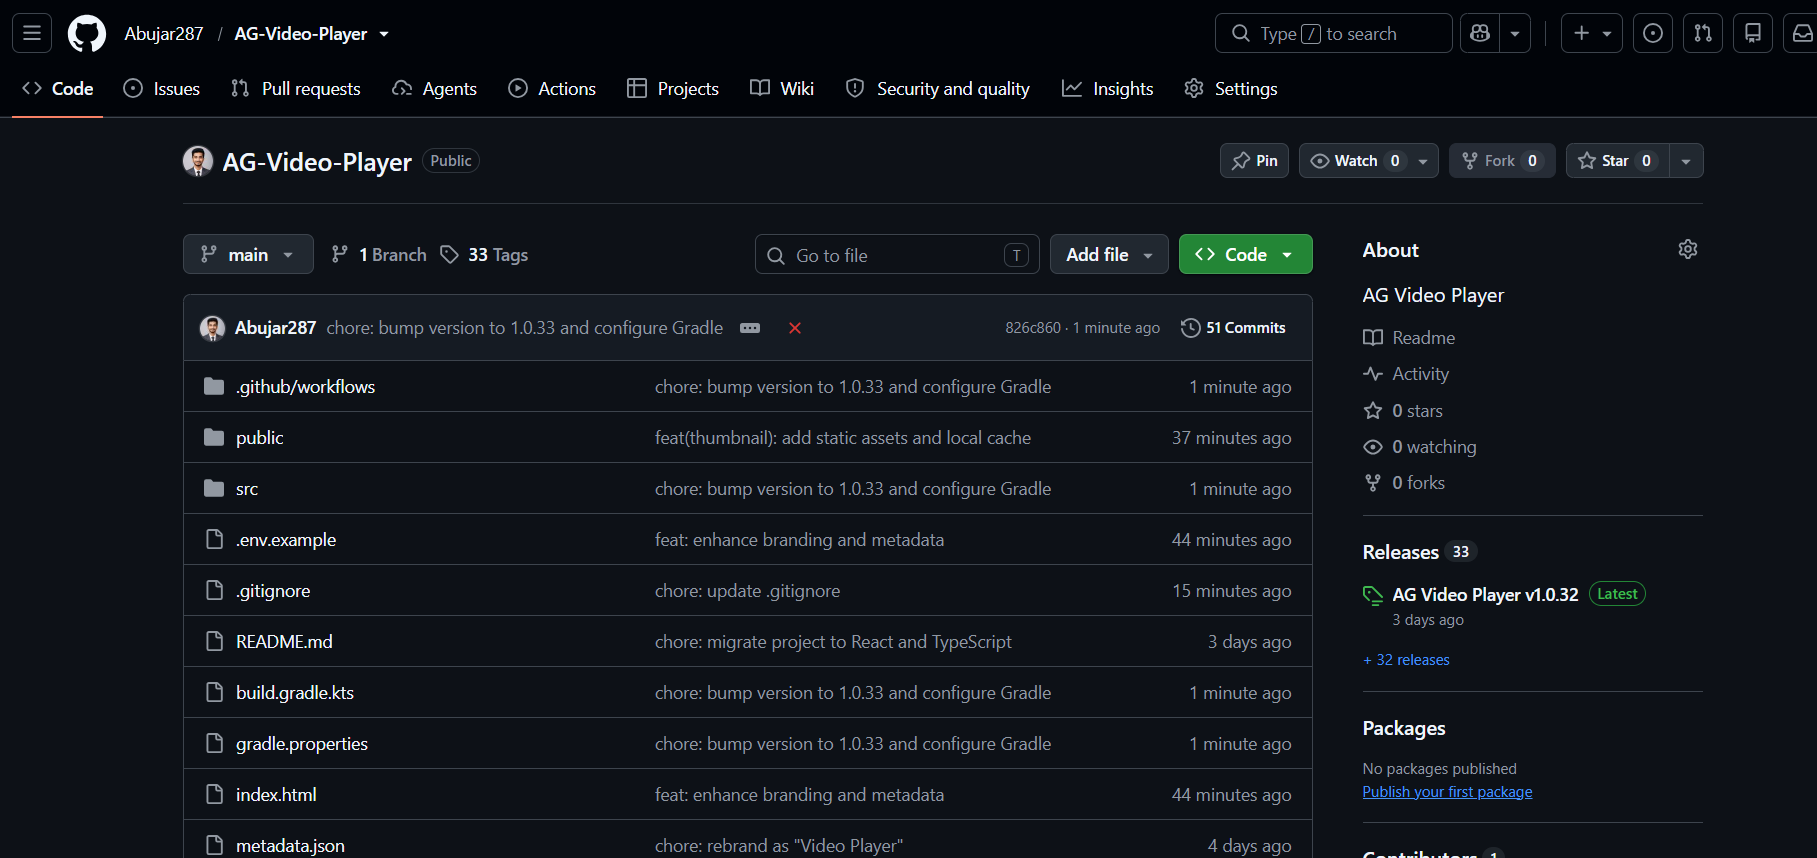 Abujar287 / AG-Video-Player
Type / to search
Code Issues Pull requests Agents Actions Projects Wiki Security and quality Insights Settings
AG-Video-Player Public
Pin Watch 0 Fork 0 Star 0
main 1 Branch 33 Tags
Go to file T Add file Code
Abujar287 chore: bump version to 1.0.33 and configure Gradle 826c860 · 1 minute ago 51 Commits
.github/workflows chore: bump version to 1.0.33 and configure Gradle 1 minute ago
public feat(thumbnail): add static assets and local cache 37 minutes ago
src chore: bump version to 1.0.33 and configure Gradle 1 minute ago
.env.example feat: enhance branding and metadata 44 minutes ago
.gitignore chore: update .gitignore 15 minutes ago
README.md chore: migrate project to React and TypeScript 3 days ago
build.gradle.kts chore: bump version to 1.0.33 and configure Gradle 1 minute ago
gradle.properties chore: bump version to 1.0.33 and configure Gradle 1 minute ago
index.html feat: enhance branding and metadata 44 minutes ago
metadata.json chore: rebrand as "Video Player" 4 days ago
About
AG Video Player
Readme
Activity
0 stars
0 watching
0 forks
Releases 33
AG Video Player v1.0.32 Latest
3 days ago
+ 32 releases
Packages
No packages published
Publish your first package
Contributors 1